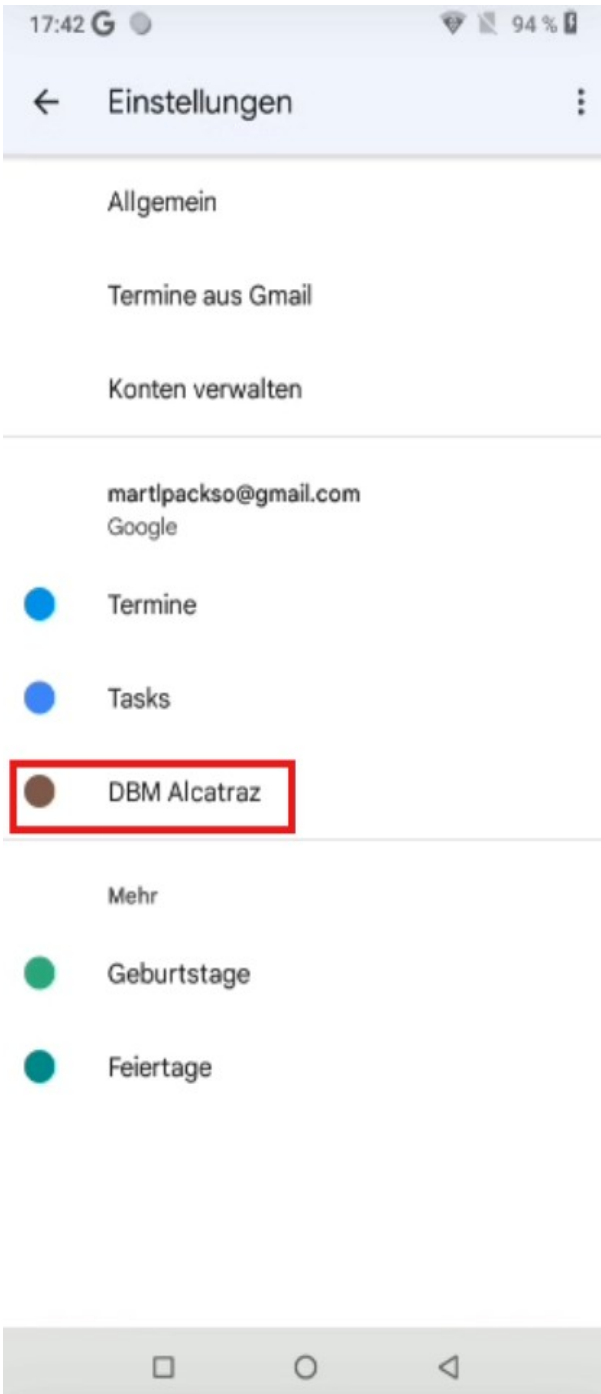 17:42 G 94 %
Einstellungen
Allgemein
Termine aus Gmail
Konten verwalten
martlpackso@gmail.com
Google
Termine
Tasks
DBM Alcatraz
Mehr
Geburtstage
Feiertage